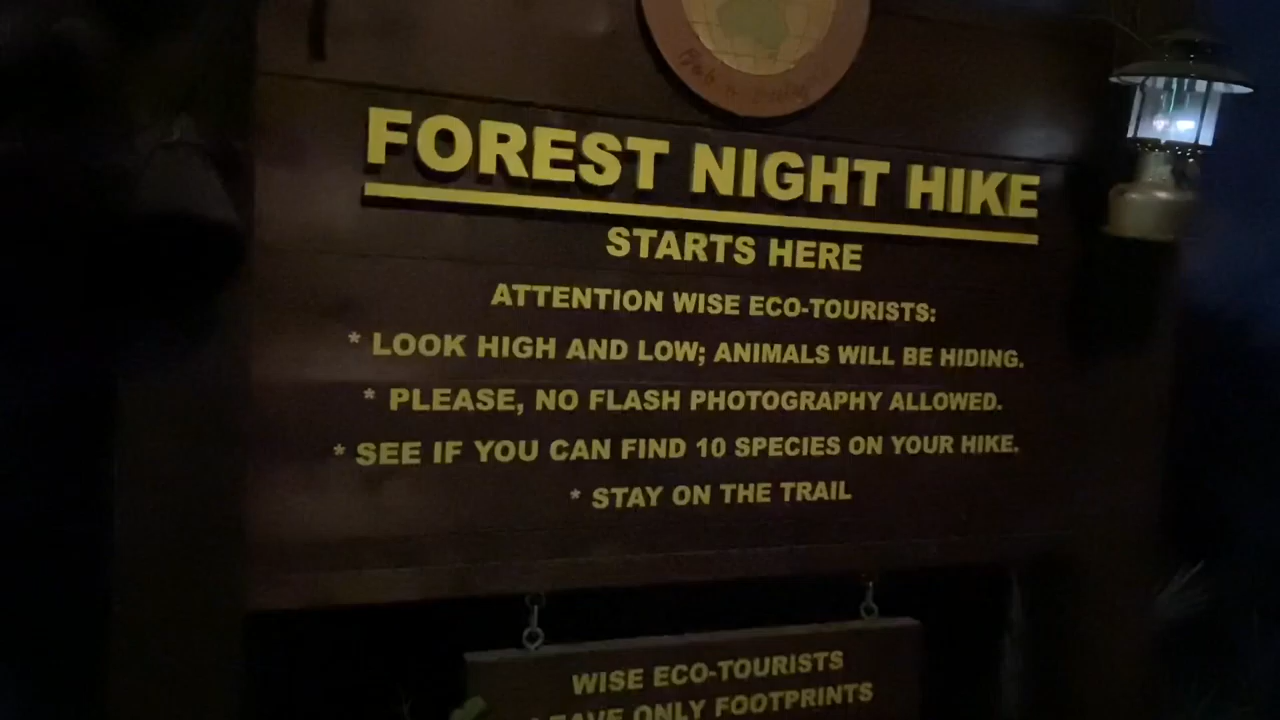 FOREST NIGHT HIKE
STARTS HERE
ATTENTION WISE ECO-TOURISTS:
* LOOK HIGH AND LOW; ANIMALS WILL BE HIDING.
* PLEASE, NO FLASH PHOTOGRAPHY ALLOWED.
* SEE IF YOU CAN FIND 10 SPECIES ON YOUR HIKE.
* STAY ON THE TRAIL
WISE ECO-TOURISTS
LEAVE ONLY FOOTPRINTS